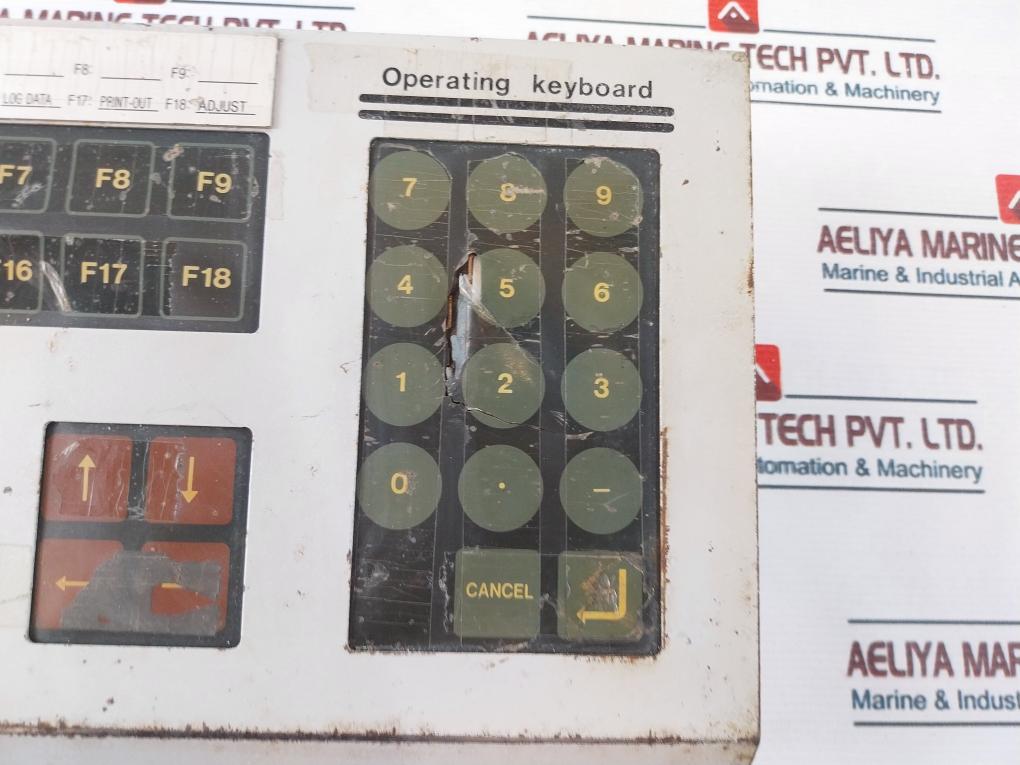 AELIYA MARINE TECH PVT. LTD.
Automation & Machinery
F8: F9:
LOG DATA F17: PRINT-OUT F18: ADJUST
Operating keyboard
F7 F8 F9
F16 F17 F18
7 8 9
4 5 6
1 2 3
0 . –
CANCEL
↑ ↓
←
AELIYA MARINE
Marine & Industrial A
TECH PVT. LTD.
tomation & Machinery
AELIYA MAR
Marine & Indust